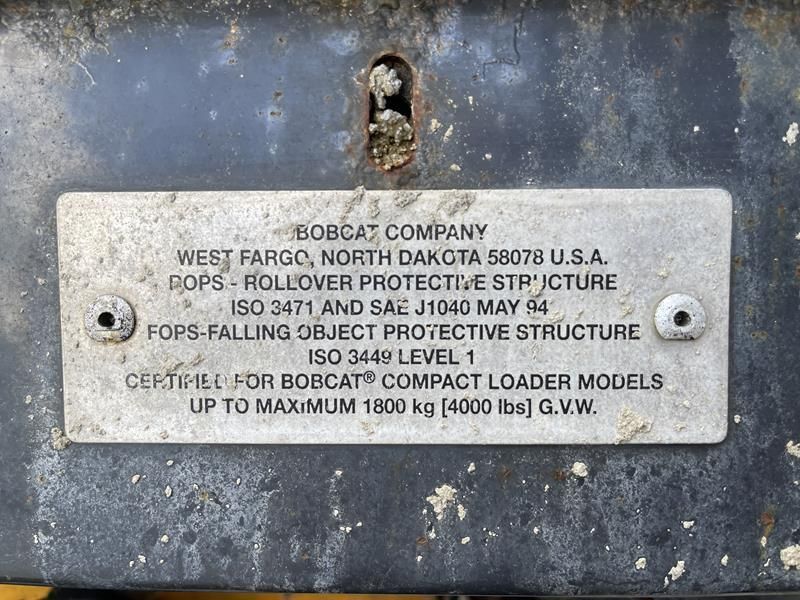 BOBCAT COMPANY
WEST FARGO, NORTH DAKOTA 58078 U.S.A.
ROPS - ROLLOVER PROTECTIVE STRUCTURE
ISO 3471 AND SAE J1040 MAY 94
FOPS-FALLING OBJECT PROTECTIVE STRUCTURE
ISO 3449 LEVEL 1
CERTIFIED FOR BOBCAT® COMPACT LOADER MODELS
UP TO MAXIMUM 1800 kg [4000 lbs] G.V.W.